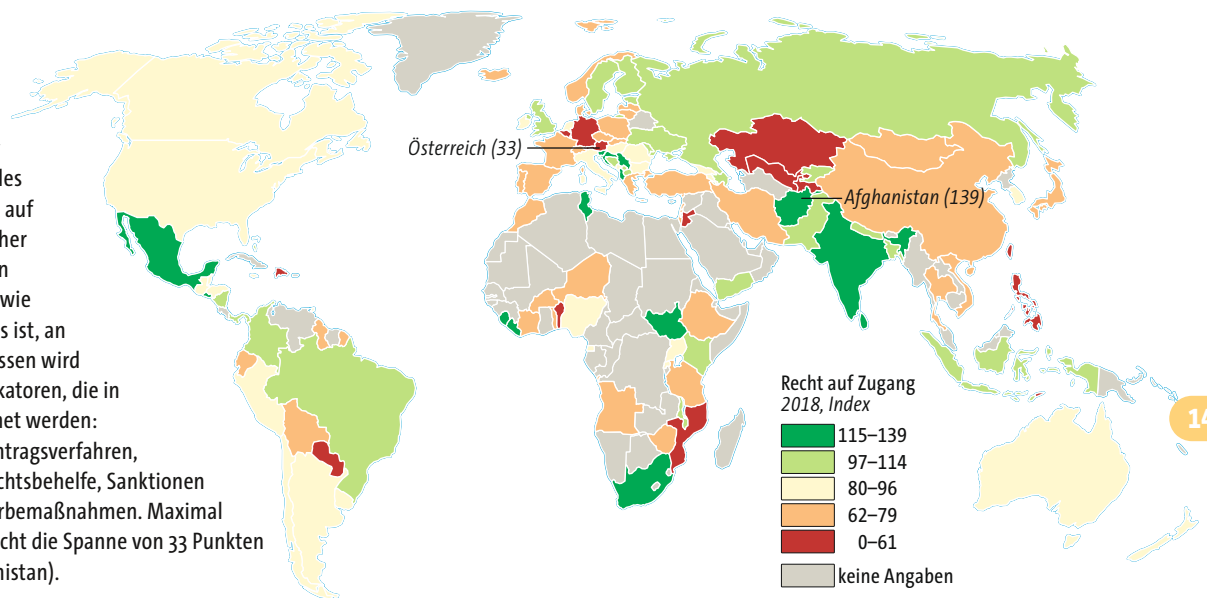 des
auf
her
n
wie
s ist, an
ssen wird
katoren, die in
net werden:
ntragsverfahren,
chtsbehelfe, Sanktionen
rbemaßnahmen. Maximal
cht die Spanne von 33 Punkten
nistan).
Österreich (33)
Afghanistan (139)
Recht auf Zugang
2018, Index
115–139
97–114
80–96
62–79
0–61
keine Angaben
14